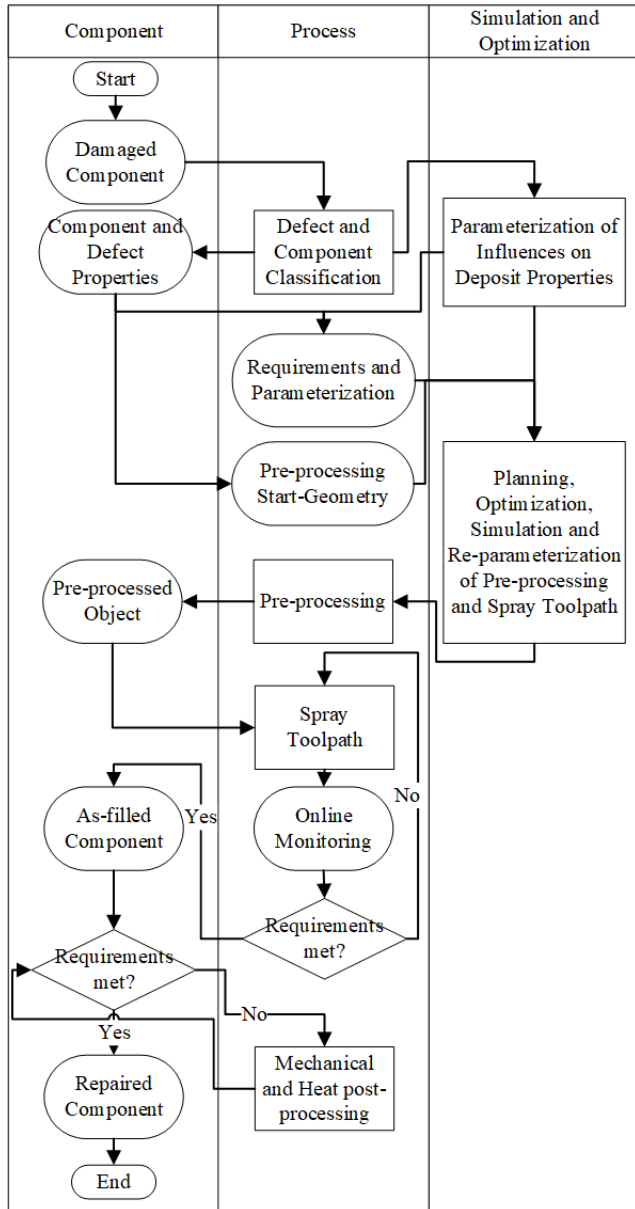 Component
Process
Simulation and
Optimization
Start
Damaged
Component
Component and
Defect
Properties
Defect and
Component
Classification
Parameterization of
Influences on
Deposit Properties
Requirements and
Parameterization
Pre-processing
Start-Geometry
Planning,
Optimization,
Simulation and
Re-parameterization
of Pre-processing
and Spray Toolpath
Pre-processed
Object
Pre-processing
Spray
Toolpath
No
Yes
As-filled
Component
Online
Monitoring
Requirements
met?
Requirements
met?
No
Yes
Mechanical
and Heat post-
processing
Repaired
Component
End